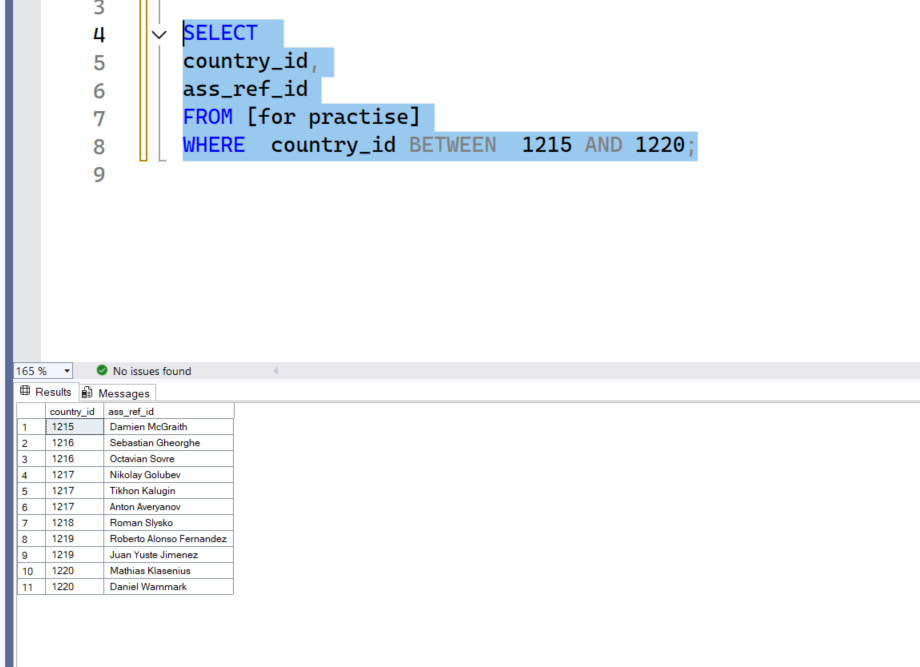 3
4 SELECT
5 country_id,
6 ass_ref_id
7 FROM [for practise]
8 WHERE  country_id BETWEEN  1215 AND 1220;
9
165 % No issues found
Results Messages
country_id ass_ref_id
1 1215 Damien McGraith
2 1216 Sebastian Gheorghe
3 1216 Octavian Sovre
4 1217 Nikolay Golubev
5 1217 Tikhon Kalugin
6 1217 Anton Averyanov
7 1218 Roman Slysko
8 1219 Roberto Alonso Fernandez
9 1219 Juan Yuste Jimenez
10 1220 Mathias Klasenius
11 1220 Daniel Warnmark